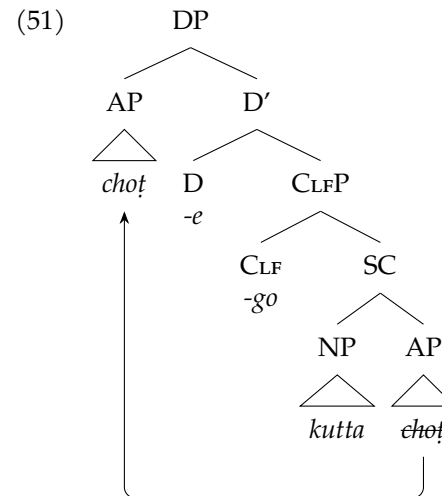 (51) DP
AP D’
choṭ D CLFP
-e
CLF SC
-go
NP AP
kutta choṭ